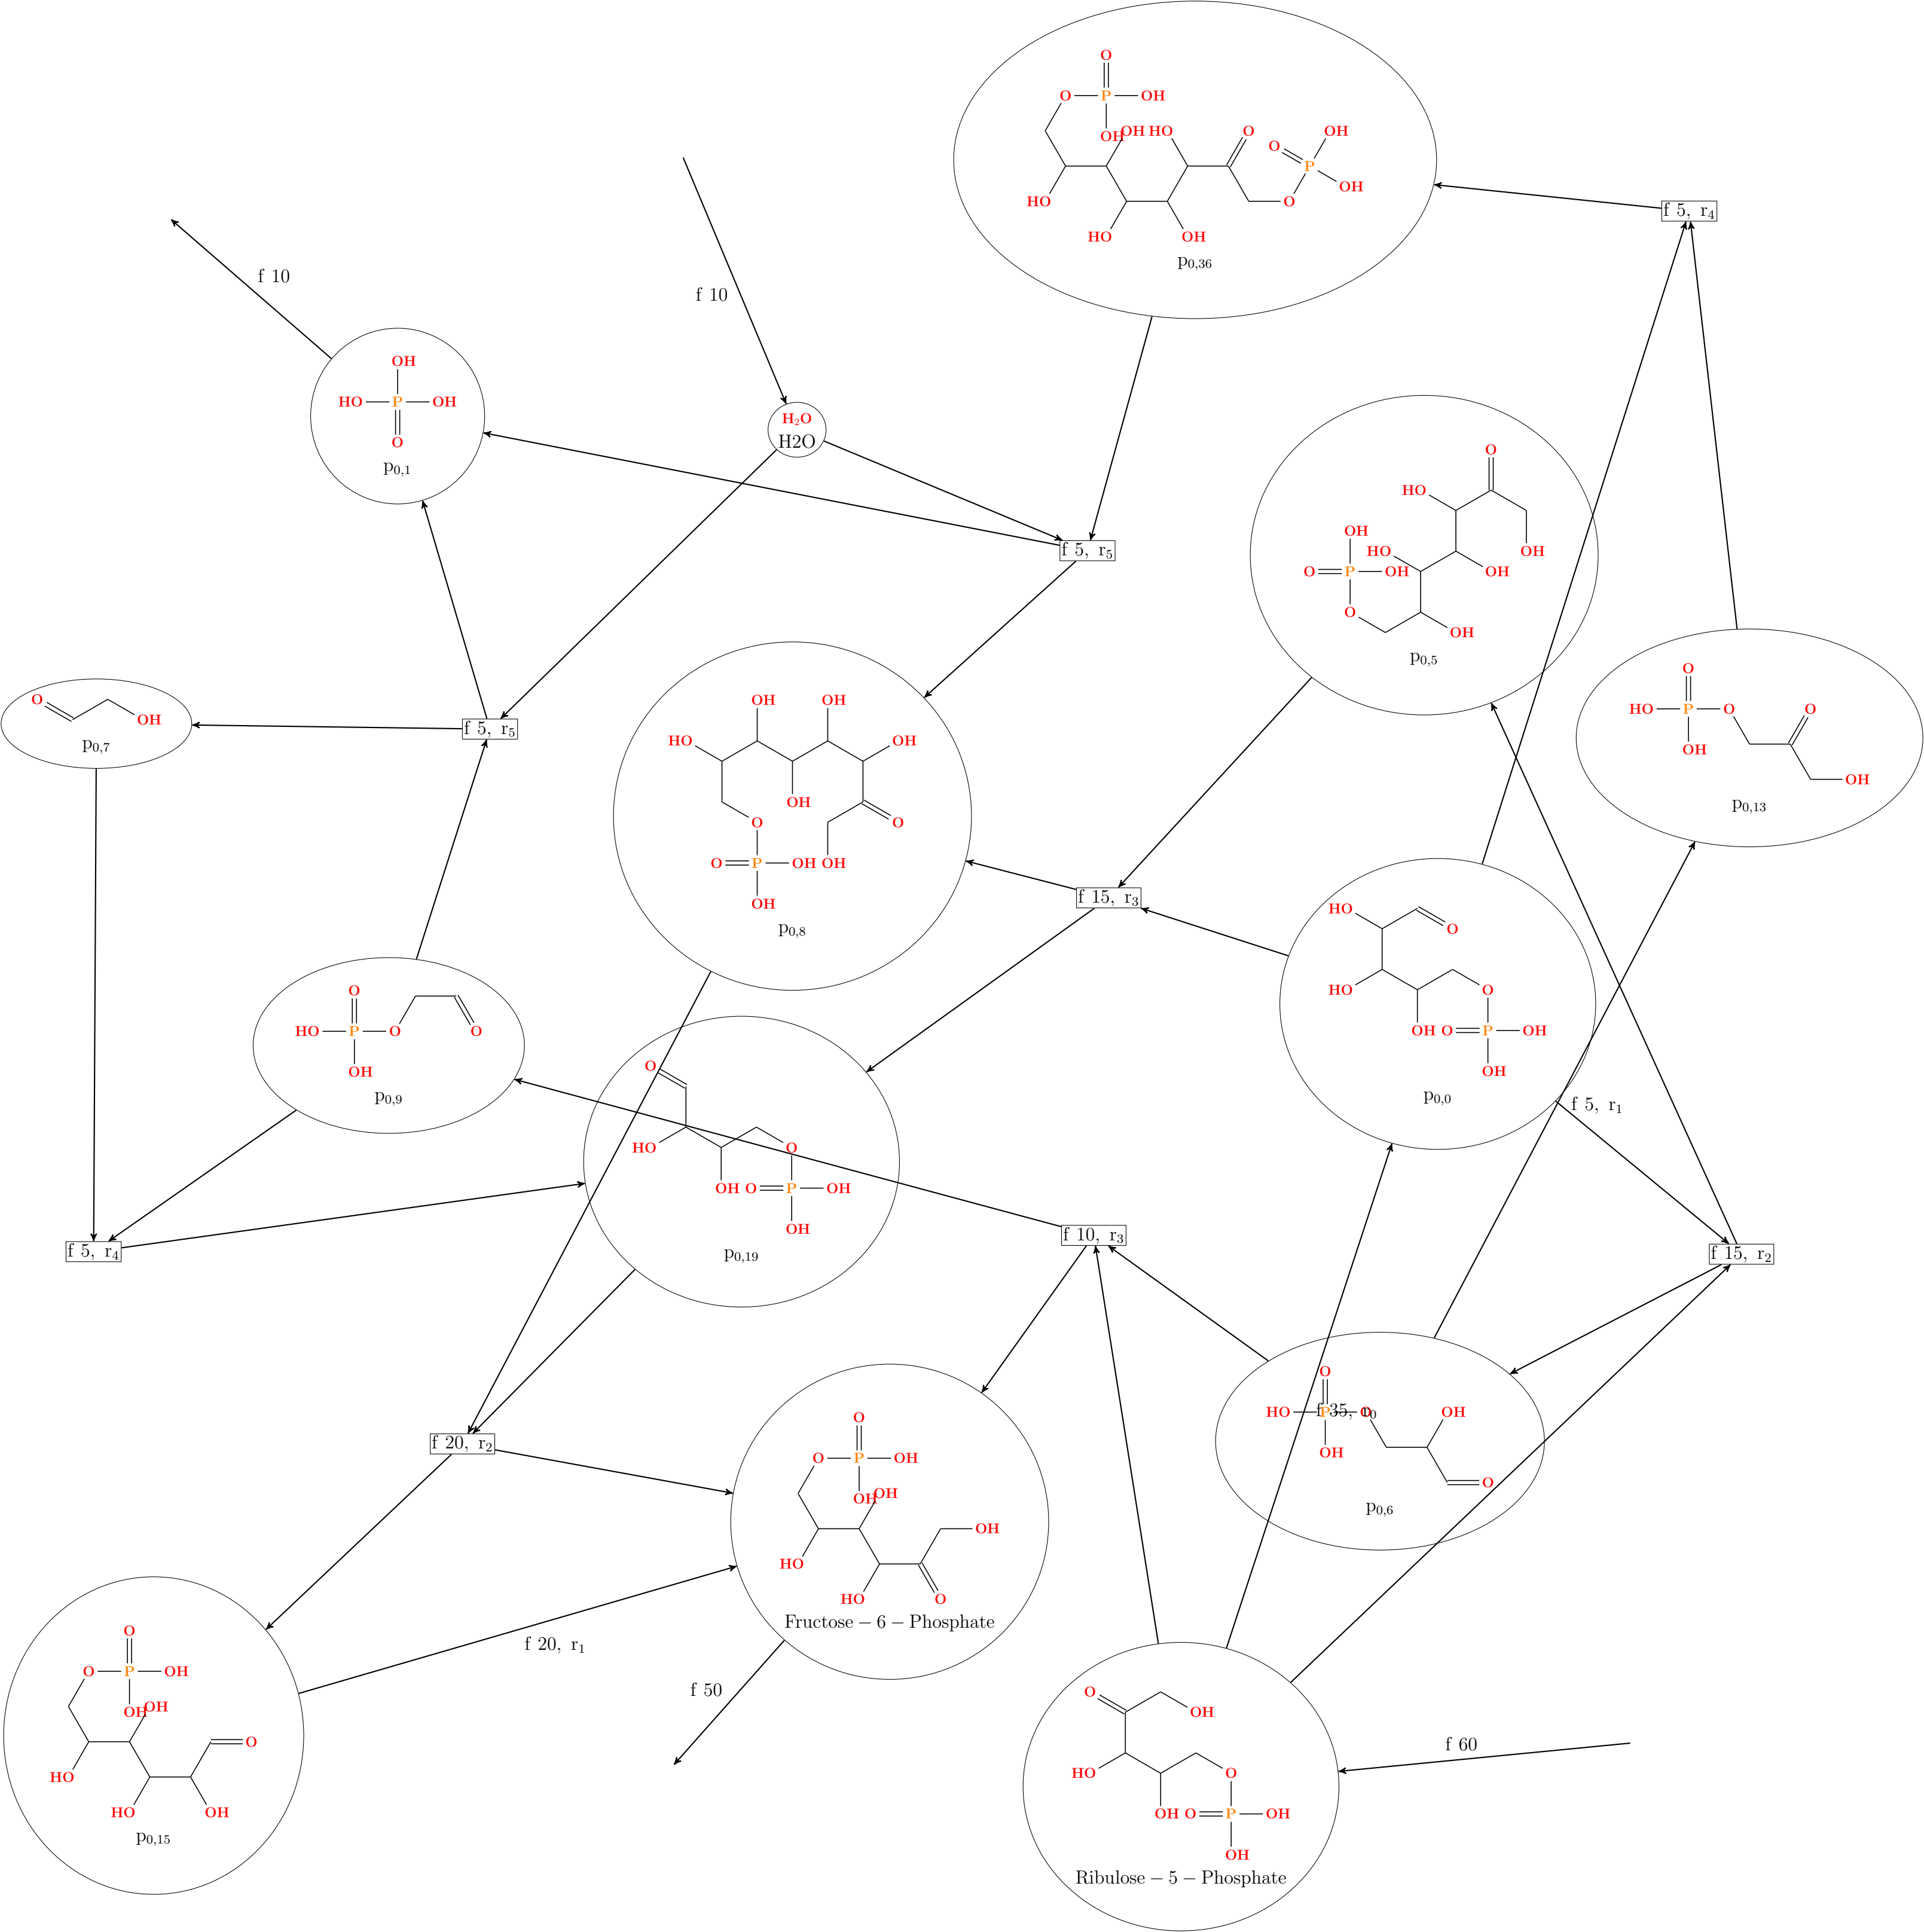 O
O P OH
OH
OH HO O O OH
P
OH
HO O
HO OH
p0,36
f 5, r4
f 10
f 10
OH
HO P OH
O
p0,1
H2O
H2O
f 5, r5
O
HO
OH
HO
OH
O P OH
OH
O
OH
p0,5
O
HO P O O
OH
OH
p0,13
O
OH
p0,7
f 5, r5
OH OH
HO OH
OH
O O
O P OH OH
OH
p0,8
f 15, r3
HO
O
HO O
OH O P OH
OH
p0,0
O
HO P O O
OH
p0,9
O
HO O
OH O P OH
OH
p0,19
f 5, r1
f 5, r4
f 10, r3
f 15, r2
O
HO P O OH
f 35, r0
OH
O
p0,6
f 20, r2
O
O P OH
OH OH
OH
HO
HO O
Fructose − 6 − Phosphate
f 20, r1
f 50
O
O P OH
OH OH
O
HO
HO OH
p0,15
O
OH
HO O
OH O P OH
OH
Ribulose − 5 − Phosphate
f 60